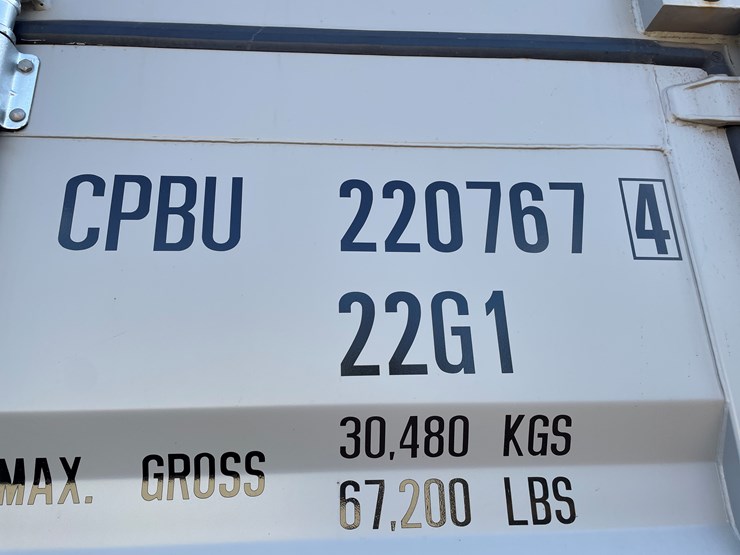 CPBU 220767 4
22G1
MAX. GROSS 30,480 KGS
67,200 LBS